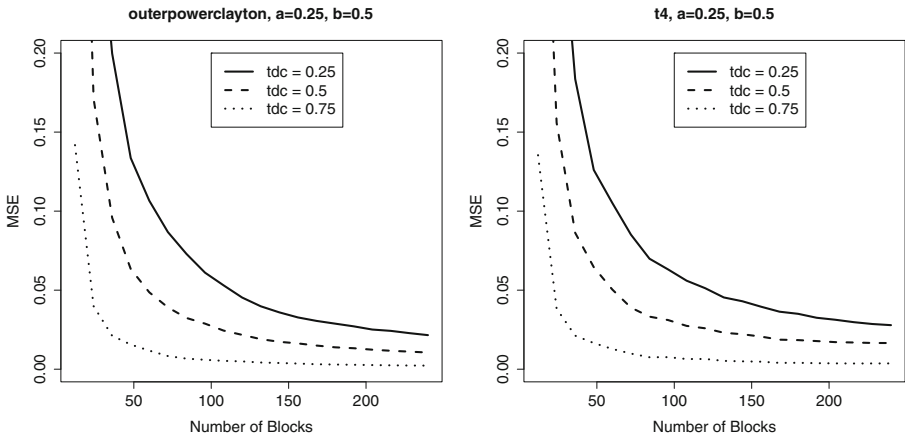 outerpowerclayton, a=0.25, b=0.5
MSE
0.20
0.15
0.10
0.05
0.00
tdc = 0.25
tdc = 0.5
tdc = 0.75
50 100 150 200
Number of Blocks
t4, a=0.25, b=0.5
MSE
0.20
0.15
0.10
0.05
0.00
tdc = 0.25
tdc = 0.5
tdc = 0.75
50 100 150 200
Number of Blocks